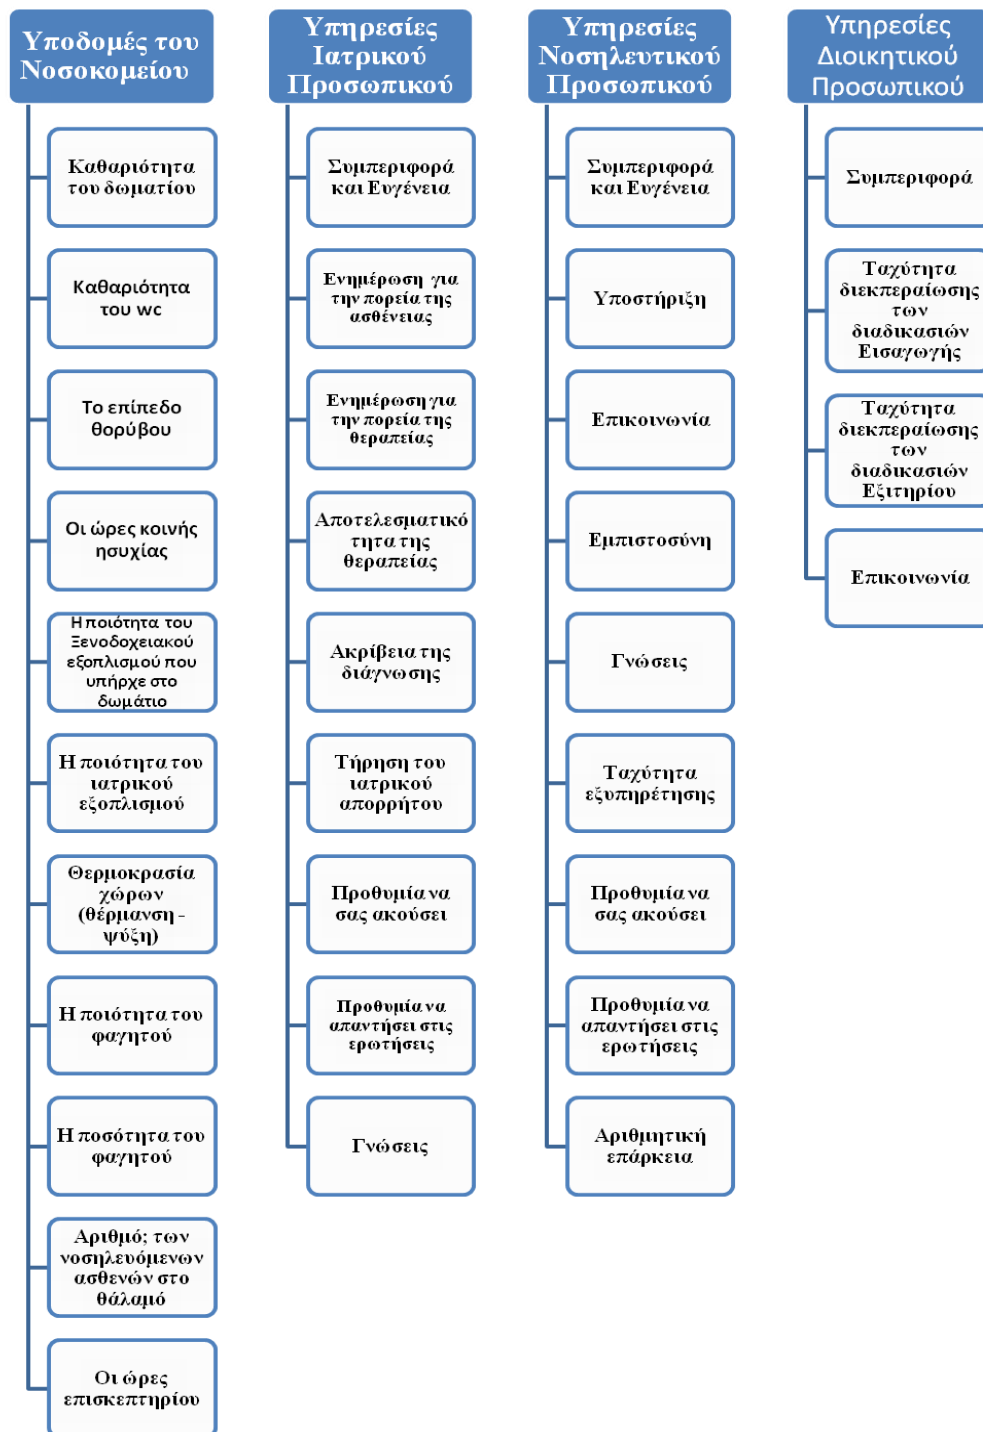 Υποδομές του
Νοσοκομείου
Καθαριότητα
του δωματίου
Καθαριότητα
του wc
Το επίπεδο
θορύβου
Οι ώρες κοινής
ησυχίας
Η ποιότητα του
Ξενοδοχειακού
εξοπλισμού που
υπήρχε στο
δωμάτιο
Η ποιότητα του
ιατρικού
εξοπλισμού
Θερμοκρασία
χώρων
(θέρμανση -
ψύξη)
Η ποιότητα του
φαγητού
Η ποσότητα του
φαγητού
Αριθμό; των
νοσηλευόμενων
ασθενών στο
θάλαμό
Οι ώρες
επισκεπτηρίου
Υπηρεσίες
Ιατρικού
Προσωπικού
Συμπεριφορά
και Ευγένεια
Ενημέρωση για
την πορεία της
ασθένειας
Ενημέρωση για
την πορεία της
θεραπείας
Αποτελεσματικό
τητα της
θεραπείας
Ακρίβεια της
διάγνωσης
Τήρηση του
ιατρικού
απορρήτου
Προθυμία να
σας ακούσει
Προθυμία να
απαντήσει στις
ερωτήσεις
Γνώσεις
Υπηρεσίες
Νοσηλευτικού
Προσωπικού
Συμπεριφορά
και Ευγένεια
Υποστήριξη
Επικοινωνία
Εμπιστοσύνη
Γνώσεις
Ταχύτητα
εξυπηρέτησης
Προθυμία να
σας ακούσει
Προθυμία να
απαντήσει στις
ερωτήσεις
Αριθμητική
επάρκεια
Υπηρεσίες
Διοικητικού
Προσωπικού
Συμπεριφορά
Ταχύτητα
διεκπεραίωσης
των
διαδικασιών
Εισαγωγής
Ταχύτητα
διεκπεραίωσης
των
διαδικασιών
Εξιτηρίου
Επικοινωνία